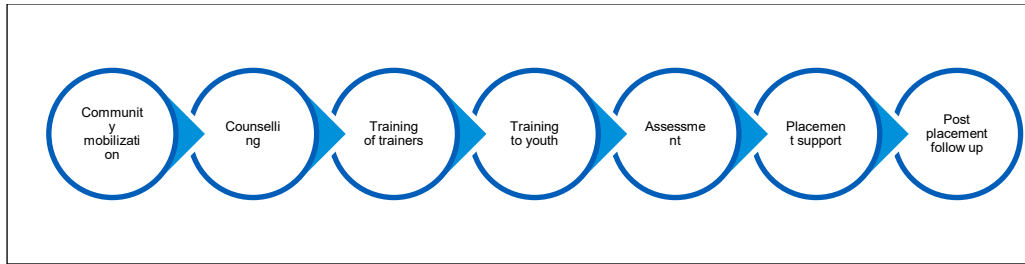 Communit
y
mobilizati
on
Counselli
ng
Training
of trainers
Training
to youth
Assessme
nt
Placemen
t support
Post
placement
follow up